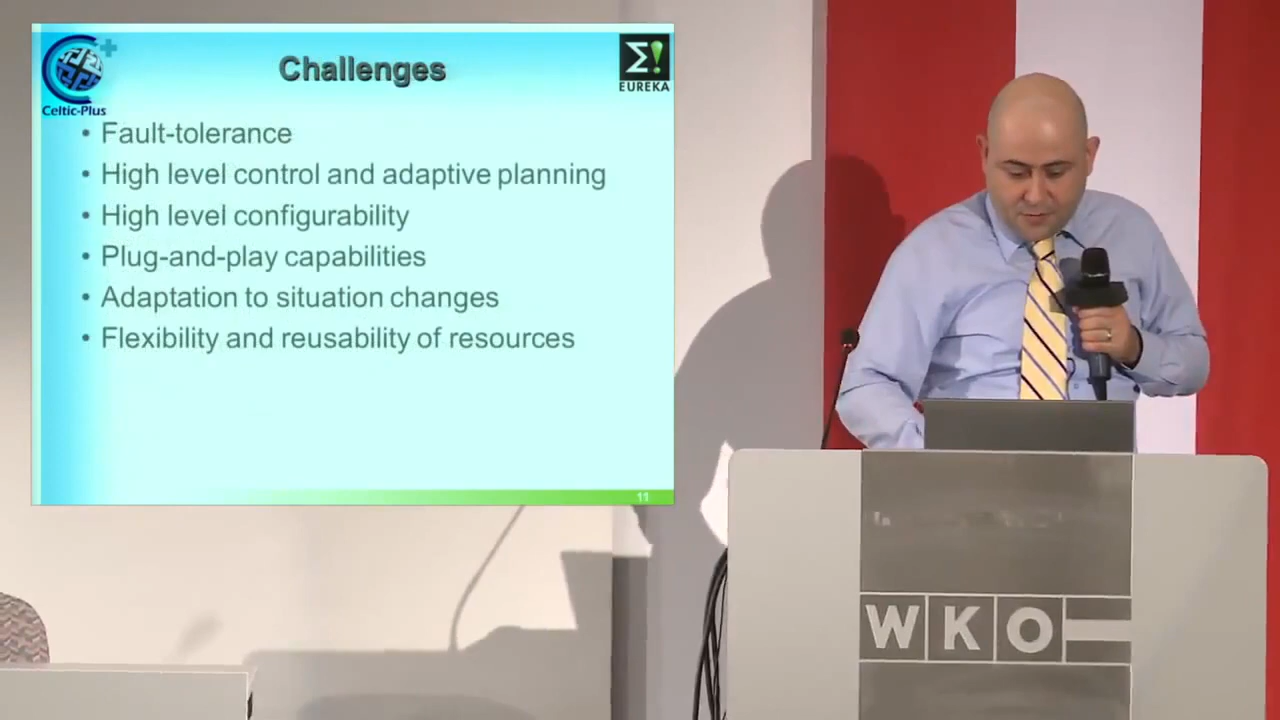 Challenges
Celtic-Plus
Σ!
EUREKA
• Fault-tolerance
• High level control and adaptive planning
• High level configurability
• Plug-and-play capabilities
• Adaptation to situation changes
• Flexibility and reusability of resources
11
WKO